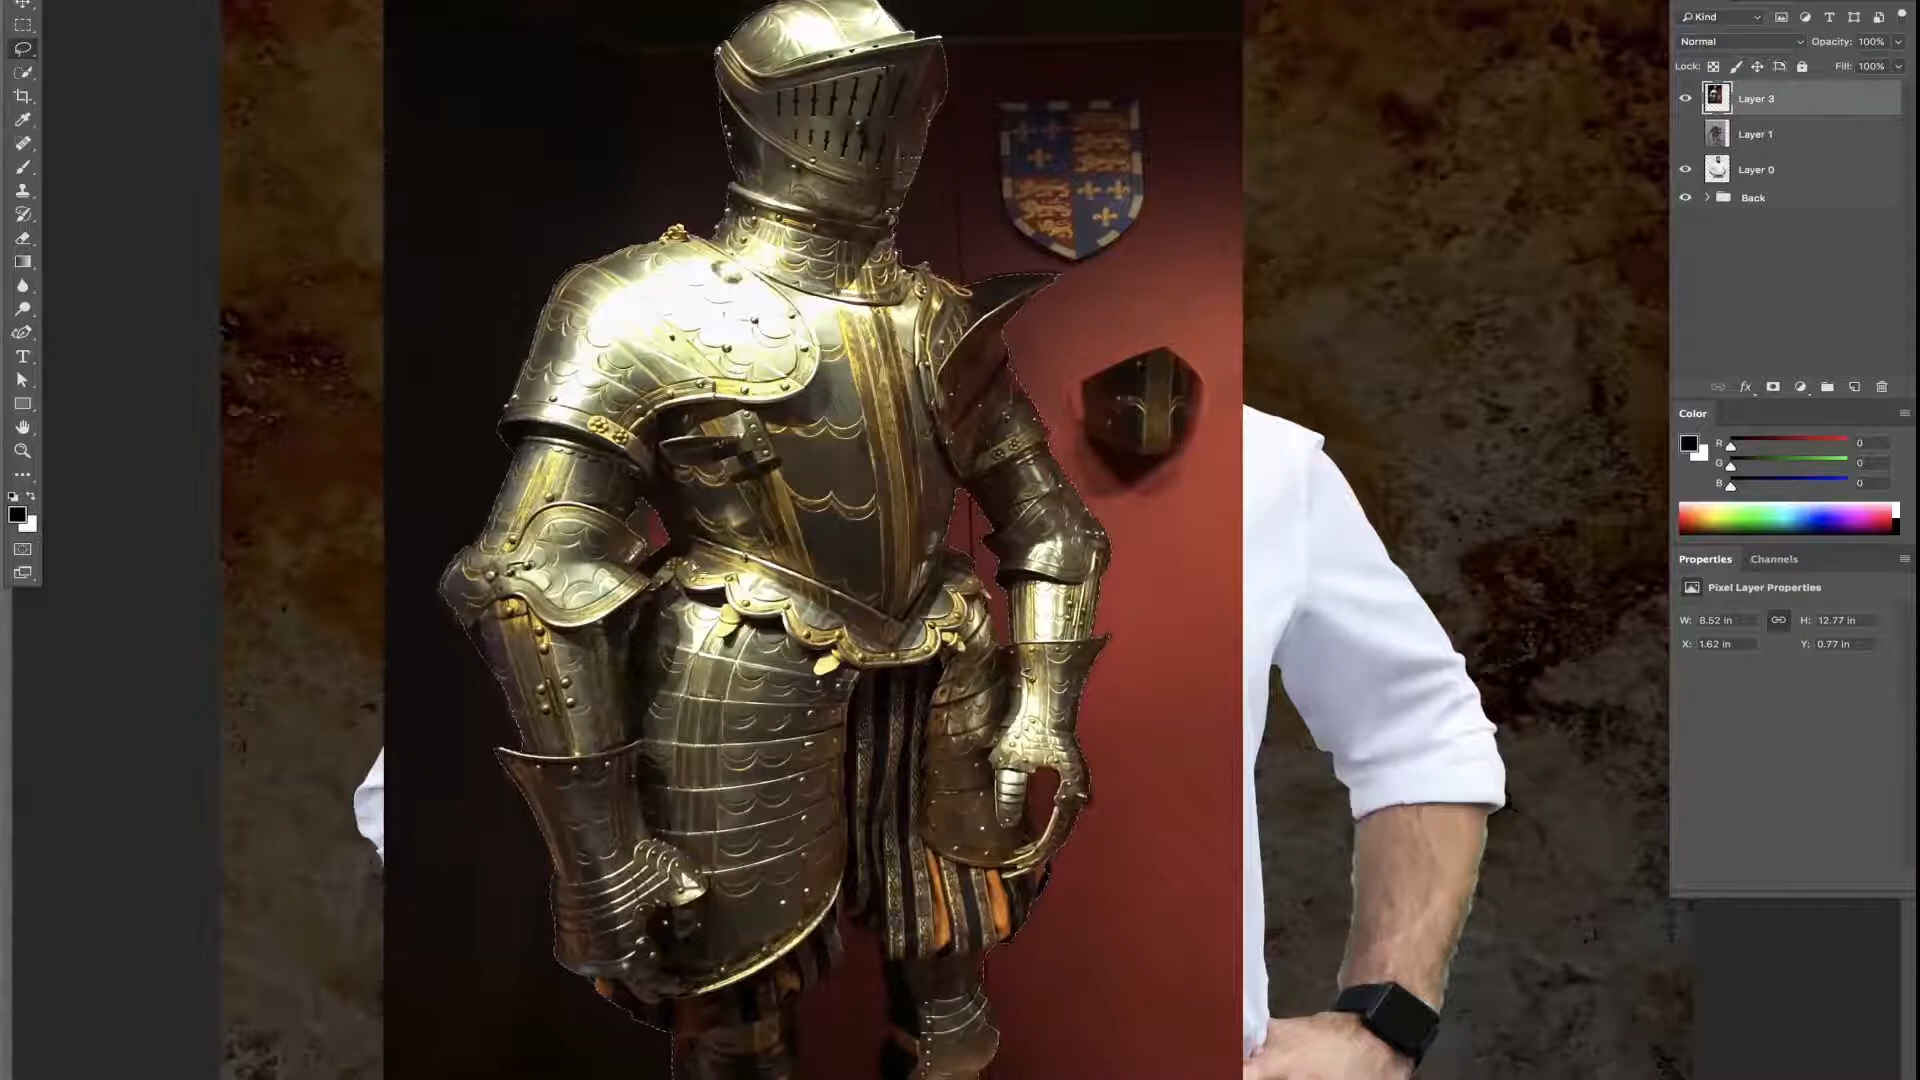 Kind
Normal Opacity: 100%
Lock: Fill: 100%
Layer 3
Layer 1
Layer 0
Back
fx
Color
R 0
G 0
B 0
Properties Channels
Pixel Layer Properties
W: 8.52 in H: 12.77 in
X: 1.62 in Y: 0.77 in